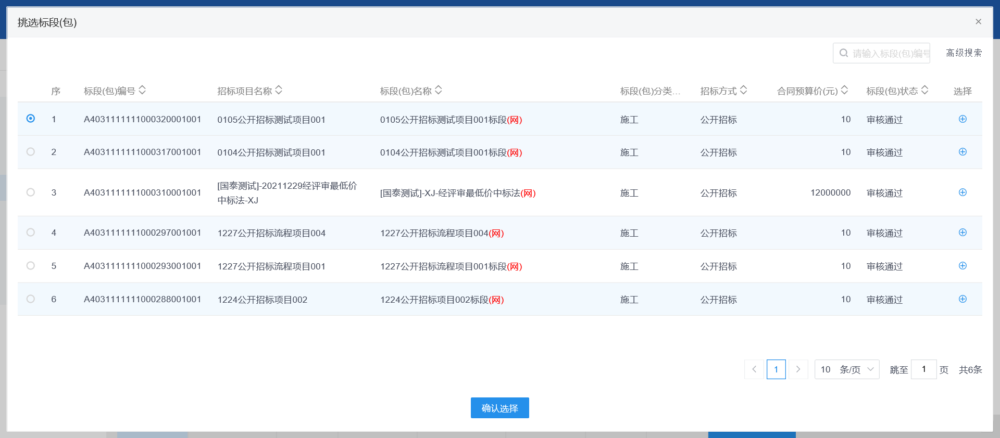 挑选标段(包)
请输入标段(包)编号
高级搜索
序 标段(包)编号 招标项目名称 标段(包)名称 标段(包)分类... 招标方式 合同预算价(元) 标段(包)状态 选择
1 A4031111111000320001001 0105公开招标测试项目001 0105公开招标测试项目001标段(网) 施工 公开招标 10 审核通过
2 A4031111111000317001001 0104公开招标测试项目001 0104公开招标测试项目001标段(网) 施工 公开招标 10 审核通过
3 A4031111111000310001001 [国泰测试]-20211229经评审最低价
中标法-XJ
[国泰测试]-XJ-经评审最低价中标法(网) 施工 公开招标 12000000 审核通过
4 A4031111111000297001001 1227公开招标流程项目004 1227公开招标流程项目004(网) 施工 公开招标 10 审核通过
5 A4031111111000293001001 1227公开招标流程项目001 1227公开招标流程项目001标段(网) 施工 公开招标 10 审核通过
6 A4031111111000288001001 1224公开招标项目002 1224公开招标项目002标段(网) 施工 公开招标 10 审核通过
1 10 条/页 跳至 1 页 共6条
确认选择